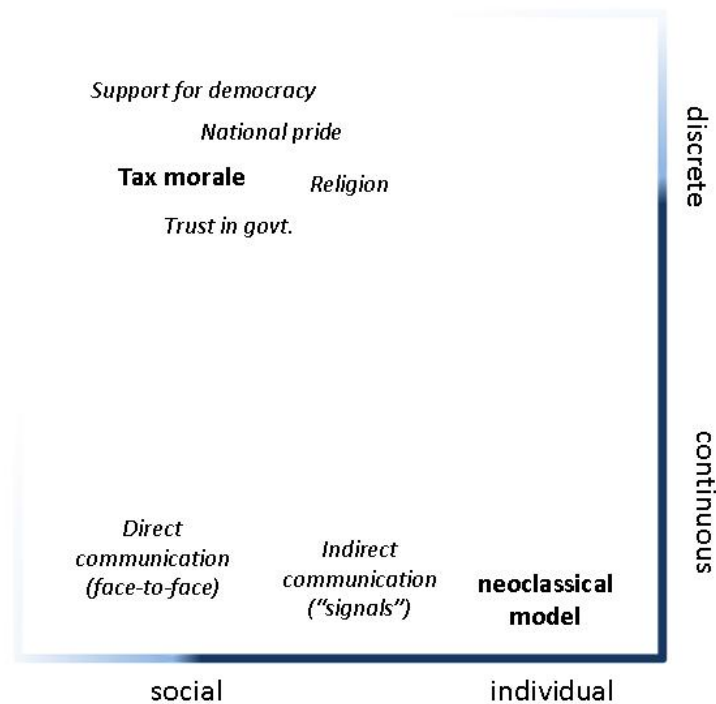 Support for democracy
National pride
Tax morale
Religion
Trust in govt.
discrete
continuous
Direct
communication
(face-to-face)
Indirect
communication
(“signals”)
neoclassical
model
social
individual